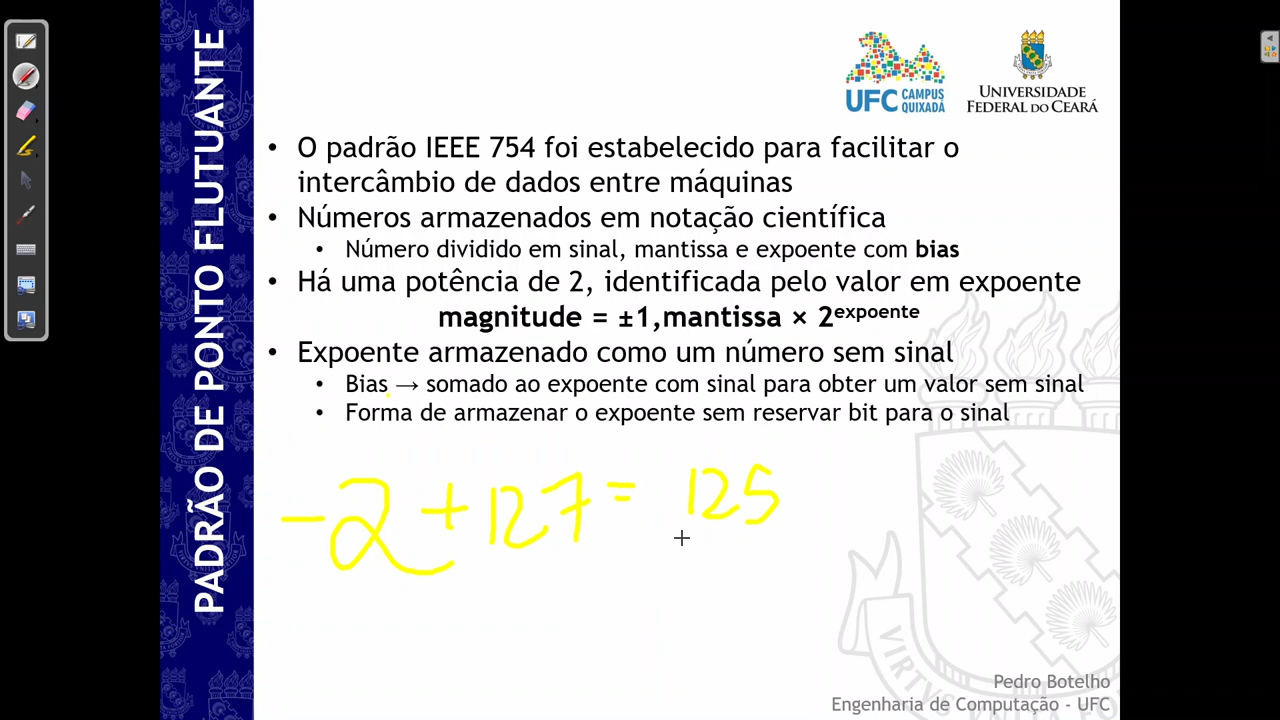 PADRÃO DE PONTO FLUTUANTE
UFC CAMPUS QUIXADÁ
UNIVERSIDADE
FEDERAL DO CEARÁ
• O padrão IEEE 754 foi estabelecido para facilitar o
intercâmbio de dados entre máquinas
• Números armazenados em notação científica
• Número dividido em sinal, mantissa e expoente com bias
• Há uma potência de 2, identificada pelo valor em expoente
magnitude = ±1,mantissa × 2^expoente
• Expoente armazenado como um número sem sinal
• Bias → somado ao expoente com sinal para obter um valor sem sinal
• Forma de armazenar o expoente sem reservar bit para o sinal
-2 + 127 = 125
VIRTUS
Pedro Botelho
Engenharia de Computação - UFC